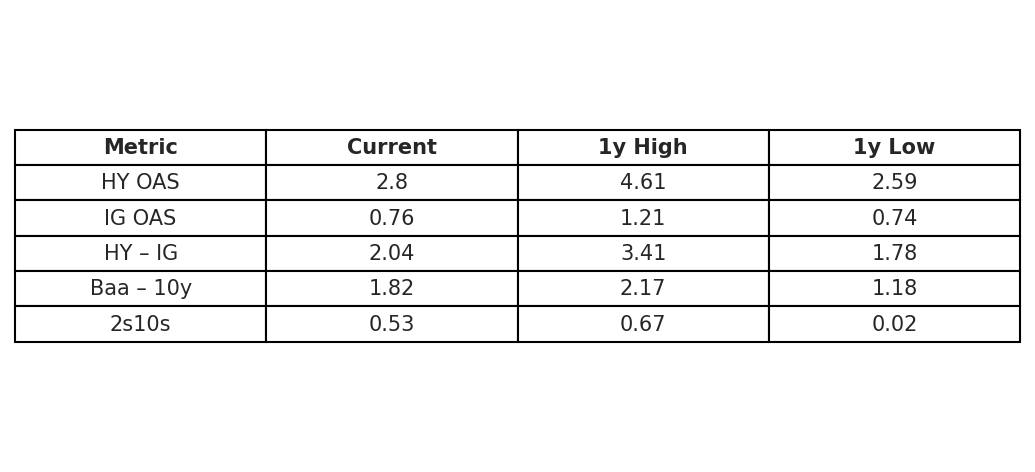 Metric Current 1y High 1y Low
HY OAS 2.8 4.61 2.59
IG OAS 0.76 1.21 0.74
HY – IG 2.04 3.41 1.78
Baa – 10y 1.82 2.17 1.18
2s10s 0.53 0.67 0.02